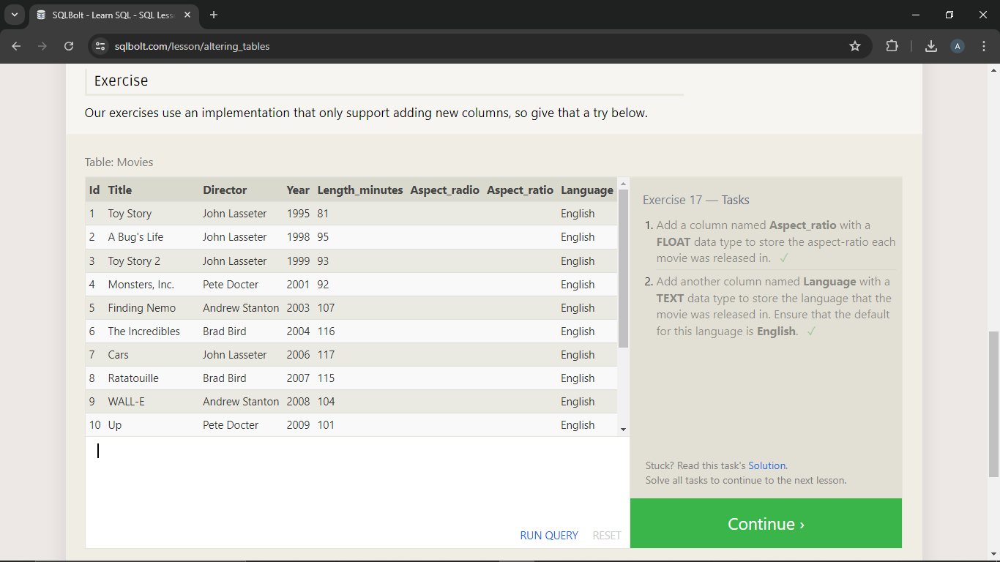 SQLBolt - Learn SQL - SQL Less
sqlbolt.com/lesson/altering_tables
A
Exercise
Our exercises use an implementation that only support adding new columns, so give that a try below.
Table: Movies
Id Title Director Year Length_minutes Aspect_radio Aspect_ratio Language
1 Toy Story John Lasseter 1995 81 English
2 A Bug's Life John Lasseter 1998 95 English
3 Toy Story 2 John Lasseter 1999 93 English
4 Monsters, Inc. Pete Docter 2001 92 English
5 Finding Nemo Andrew Stanton 2003 107 English
6 The Incredibles Brad Bird 2004 116 English
7 Cars John Lasseter 2006 117 English
8 Ratatouille Brad Bird 2007 115 English
9 WALL-E Andrew Stanton 2008 104 English
10 Up Pete Docter 2009 101 English
RUN QUERY RESET
Exercise 17 — Tasks
1. Add a column named Aspect_ratio with a
FLOAT data type to store the aspect-ratio each
movie was released in. ✓
2. Add another column named Language with a
TEXT data type to store the language that the
movie was released in. Ensure that the default
for this language is English. ✓
Stuck? Read this task's Solution.
Solve all tasks to continue to the next lesson.
Continue ›